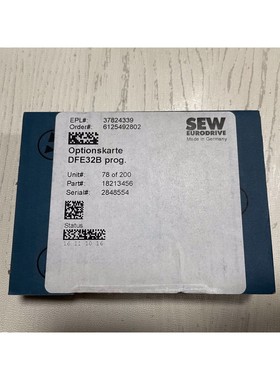 EPL#: 37824339
Order#: 6125492802
SEW
EURODRIVE
Made in Germany
Optionskarte
DFE32B prog.
Unit#: 78 of 200
Part#: 18213456
Serial#: 2848554
Status